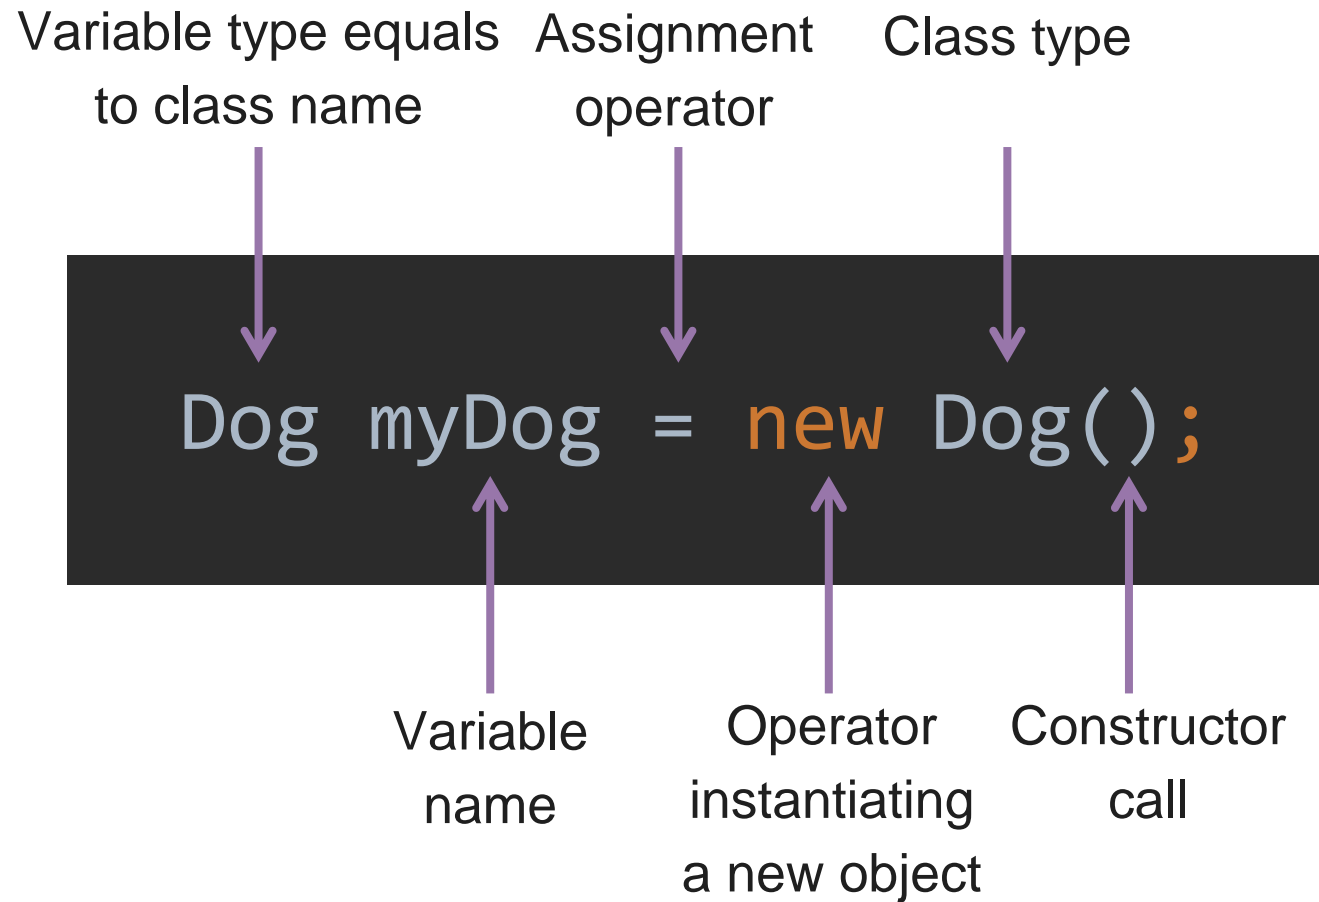 Variable type equals
to class name
Assignment
operator
Class type
Dog myDog = new Dog();
Variable
name
Operator
instantiating
a new object
Constructor
call